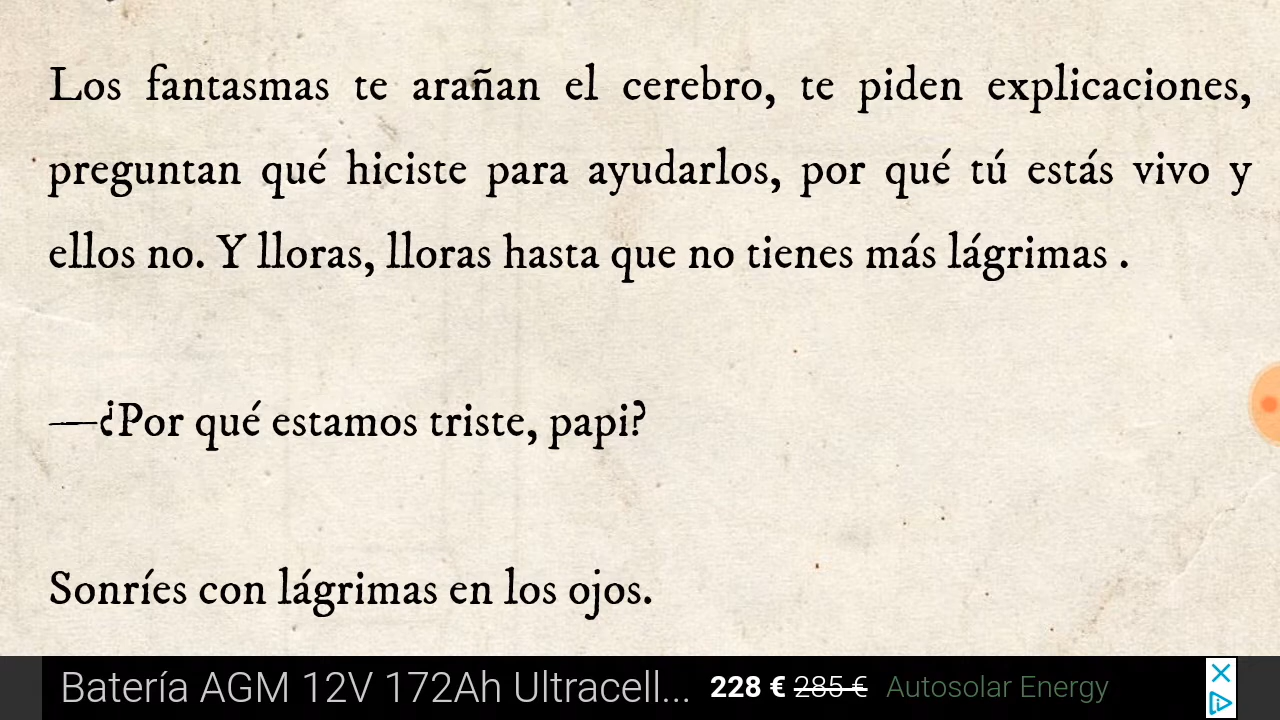 Los fantasmas te arañan el cerebro, te piden explicaciones,
preguntan qué hiciste para ayudarlos, por qué tú estás vivo y
ellos no. Y lloras, lloras hasta que no tienes más lágrimas .
—¿Por qué estamos triste, papi?
Sonríes con lágrimas en los ojos.
Batería AGM 12V 172Ah Ultracell... 228 € 285 € Autosolar Energy